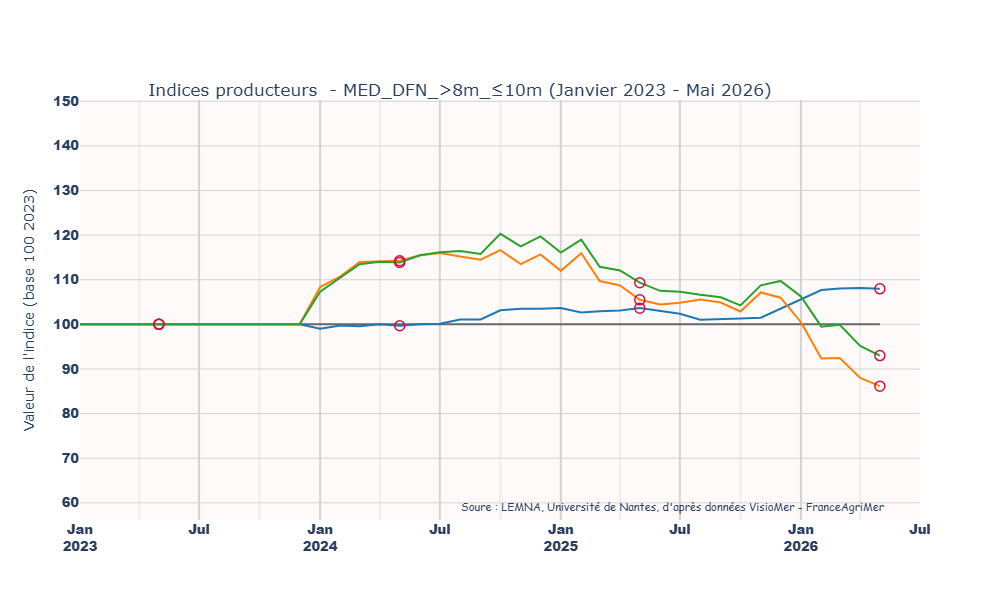 Indices producteurs - MED_DFN_>8m_≤10m (Janvier 2023 - Mai 2026)
Valeur de l'indice (base 100 2023)
150
140
130
120
110
100
90
80
70
60
Soure : LEMNA, Université de Nantes, d'après données VisioMer - FranceAgriMer
Jan Jul Jan Jul Jan Jul Jan Jul
2023 2024 2025 2026